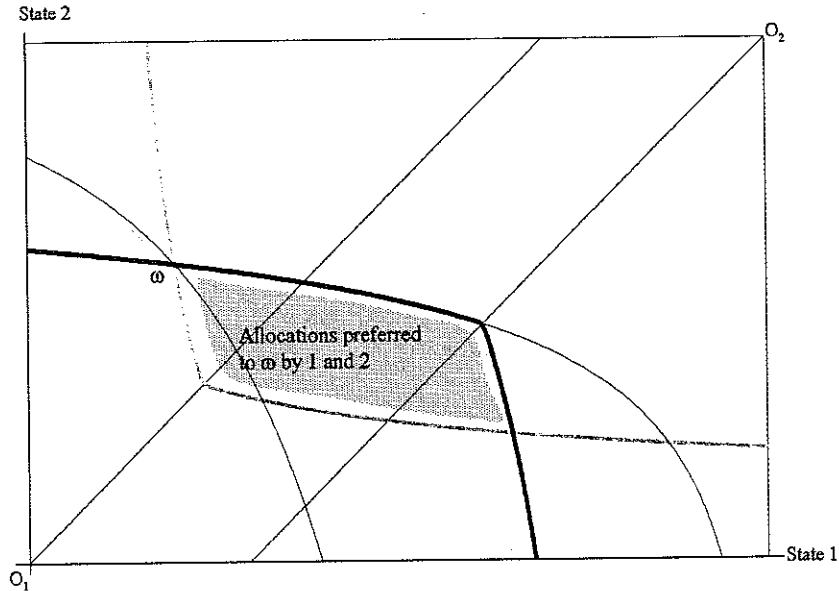 State 2
O₂
ω
Allocations preferred
to ω by 1 and 2
State 1
O₁